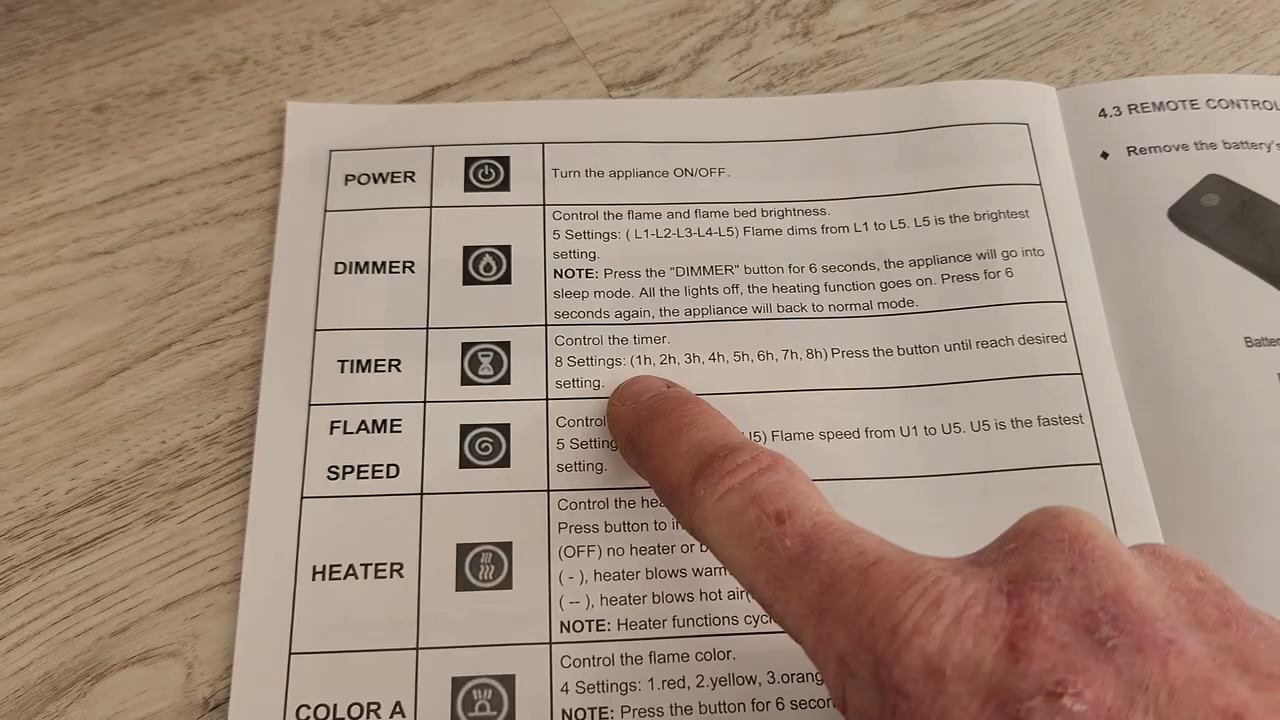 4.3 REMOTE CONTROL
◆ Remove the battery's
POWER
Turn the appliance ON/OFF.
DIMMER
Control the flame and flame bed brightness.
5 Settings: ( L1-L2-L3-L4-L5) Flame dims from L1 to L5. L5 is the brightest
setting.
NOTE: Press the "DIMMER" button for 6 seconds, the appliance will go into
sleep mode. All the lights off, the heating function goes on. Press for 6
seconds again, the appliance will back to normal mode.
TIMER
Control the timer.
8 Settings: (1h, 2h, 3h, 4h, 5h, 6h, 7h, 8h) Press the button until reach desired
setting.
FLAME
SPEED
Control
5 Setting U5) Flame speed from U1 to U5. U5 is the fastest
setting.
HEATER
Control the hea
Press button to
(OFF) no heater or
( - ), heater blows warm
( -- ), heater blows hot air(
NOTE: Heater functions
COLOR A
Control the flame color.
4 Settings: 1.red, 2.yellow, 3.orang
NOTE: Press the button for 6 secon
Batter